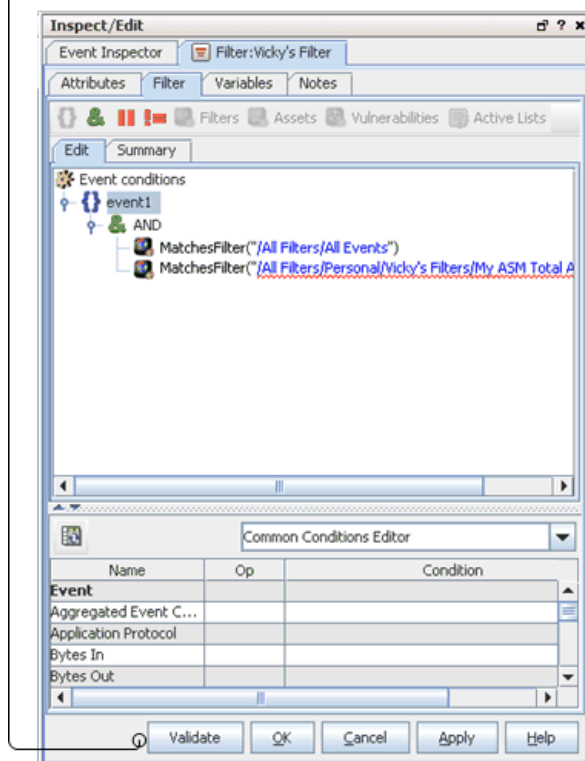 Inspect/Edit
Event Inspector Filter:Vicky's Filter
Attributes Filter Variables Notes
Filters Assets Vulnerabilities Active Lists
Edit Summary
Event conditions
event1
AND
MatchesFilter("/All Filters/All Events")
MatchesFilter("/All Filters/Personal/Vicky's Filters/My ASM Total A
Common Conditions Editor
Name Op Condition
Event
Aggregated Event C...
Application Protocol
Bytes In
Bytes Out
Validate OK Cancel Apply Help